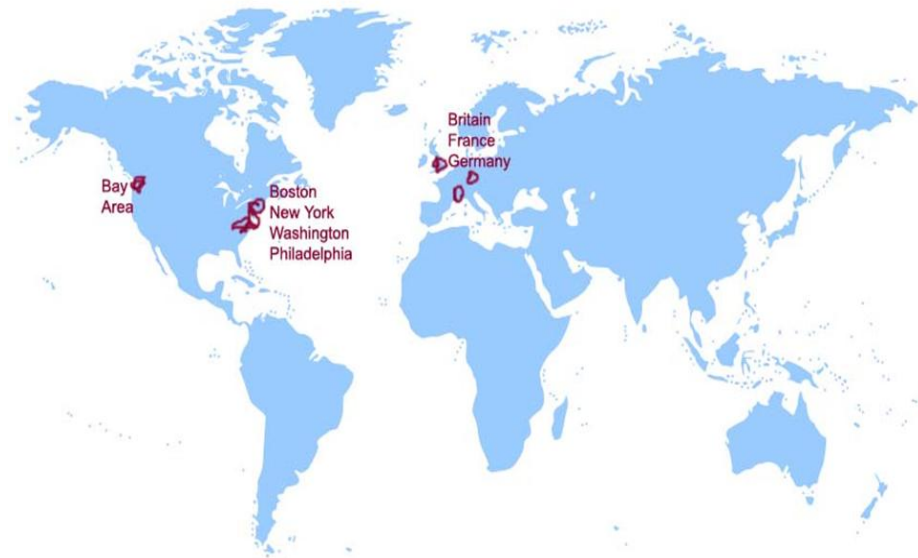 Britain
France
Germany
Bay
Area
Boston
New York
Washington
Philadelphia